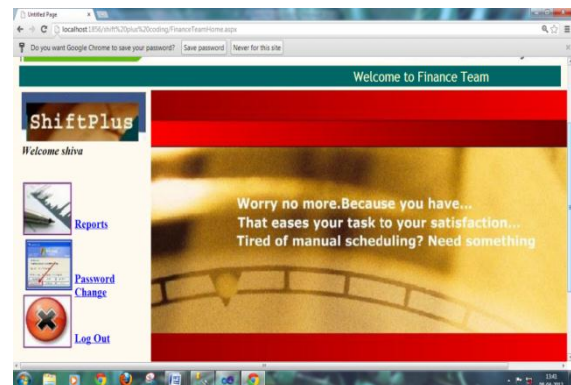 Untitled Page
localhost:1856/shift%20plus%20coding/FinanceTeamHome.aspx
Do you want Google Chrome to save your password? Save password Never for this site
Welcome to Finance Team
ShiftPlus
Welcome shiva
Worry no more.Because you have...
That eases your task to your satisfaction...
Tired of manual scheduling? Need something
Reports
Password
Change
Log Out
13:41